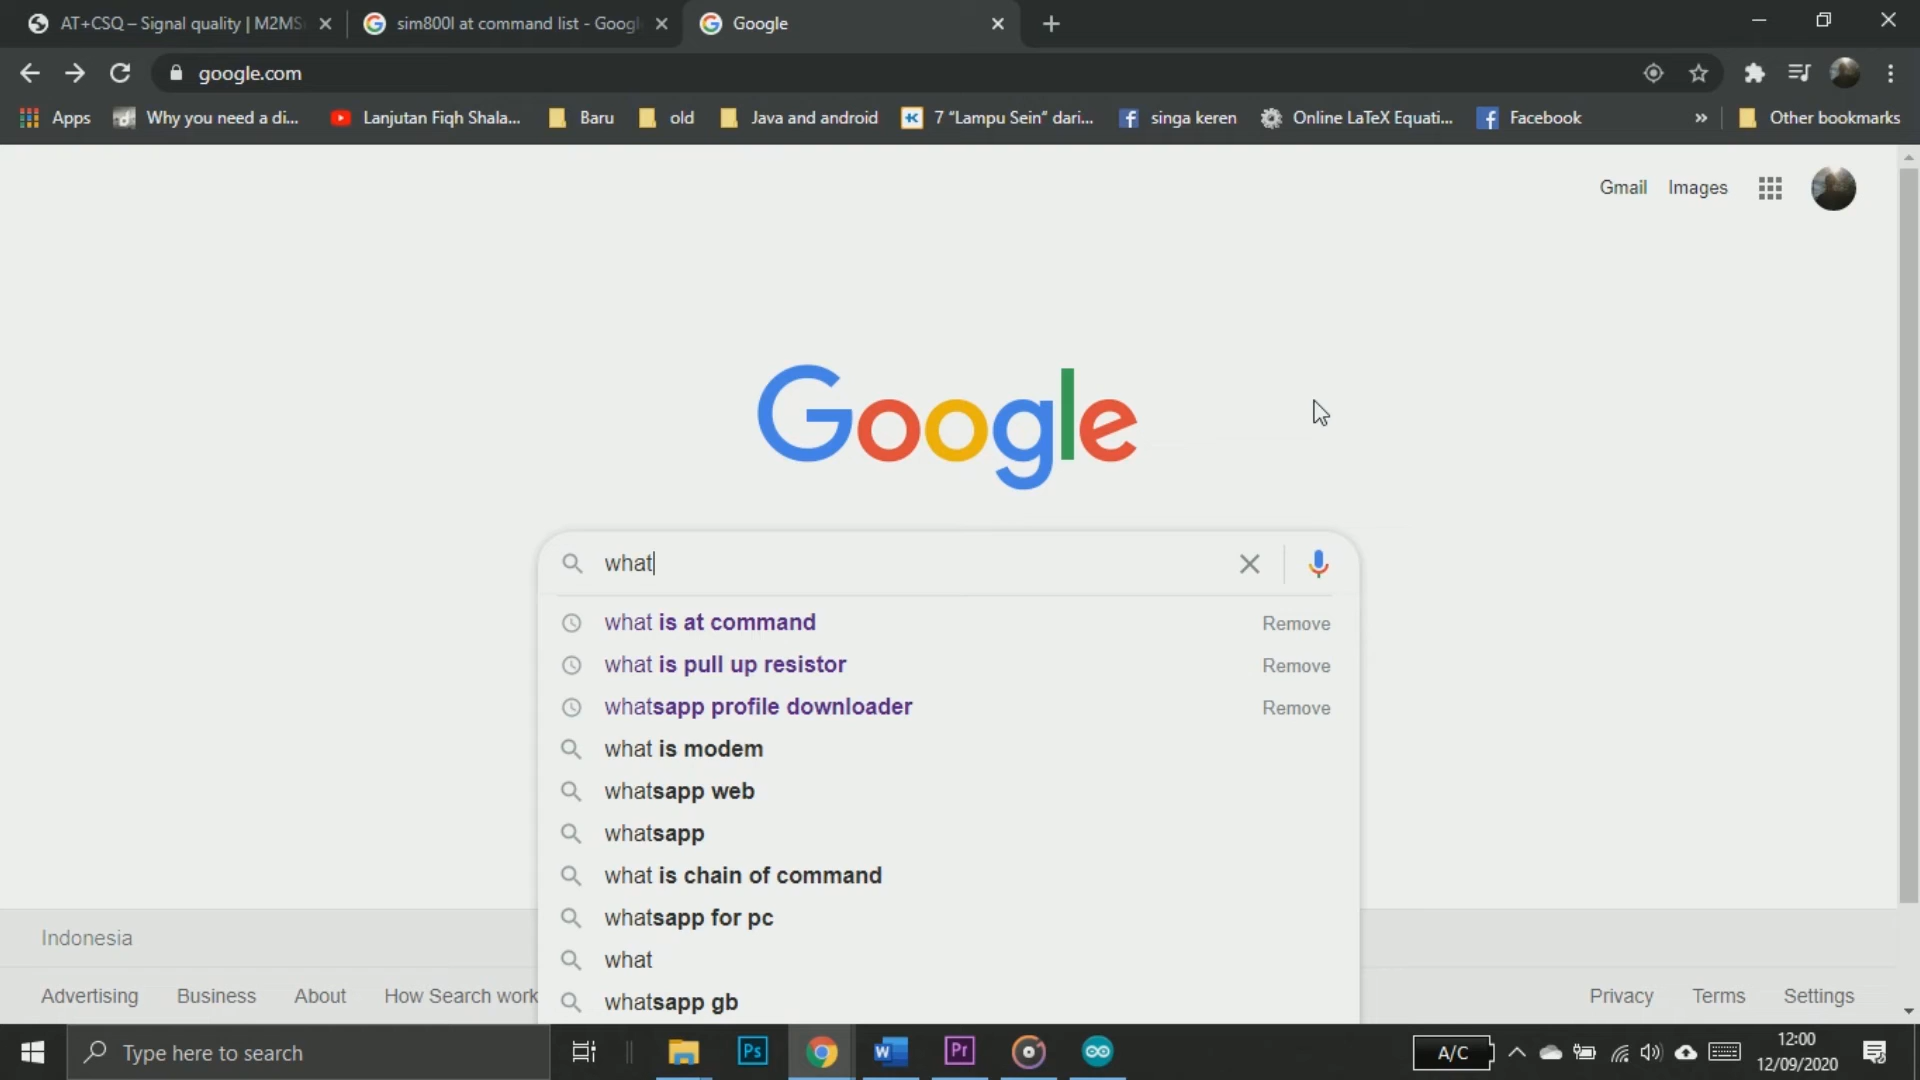 AT+CSQ – Signal quality | M2MS
sim800l at command list - Googl
Google
google.com
Apps
Why you need a di...
Lanjutan Fiqh Shala...
Baru
old
Java and android
7 “Lampu Sein” dari...
singa keren
Online LaTeX Equati...
Facebook
»
Other bookmarks
Gmail
Images
Google
what
what is at command
Remove
what is pull up resistor
Remove
whatsapp profile downloader
Remove
what is modem
whatsapp web
whatsapp
what is chain of command
whatsapp for pc
what
whatsapp gb
Indonesia
Advertising
Business
About
How Search work
Privacy
Terms
Settings
Type here to search
Ps
W
Pr
A/C
12:00
12/09/2020